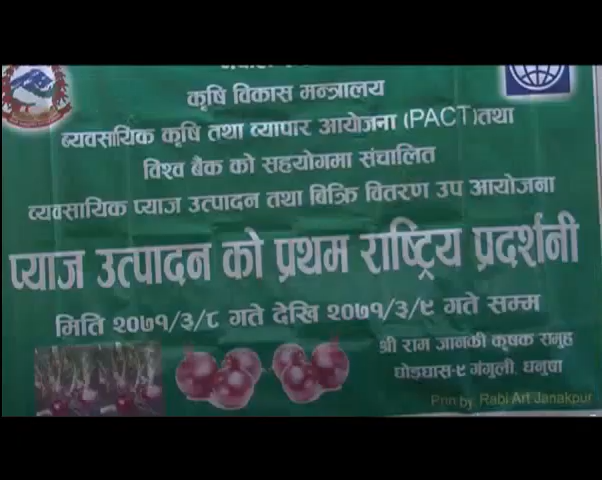 कृषि विकास मन्त्रालय
ब्यवसायिक कृषि तथा ब्यापार आयोजना (PACT)तथा
विश्व बैक को सहयोगमा संचालित
ब्यवसायिक प्याज उत्पादन तथा बिक्रि वितरण उप आयोजना
प्याज उत्पादन को प्रथम राष्ट्रिय प्रदर्शनी
मिति २०७१/३/८ गते देखि २०७१/३/९ गते सम्म
श्री राम जानकी कृषक समुह
घोडघास-९ गंगुली, धनुषा
Prin by: Rabi Art Janakpur